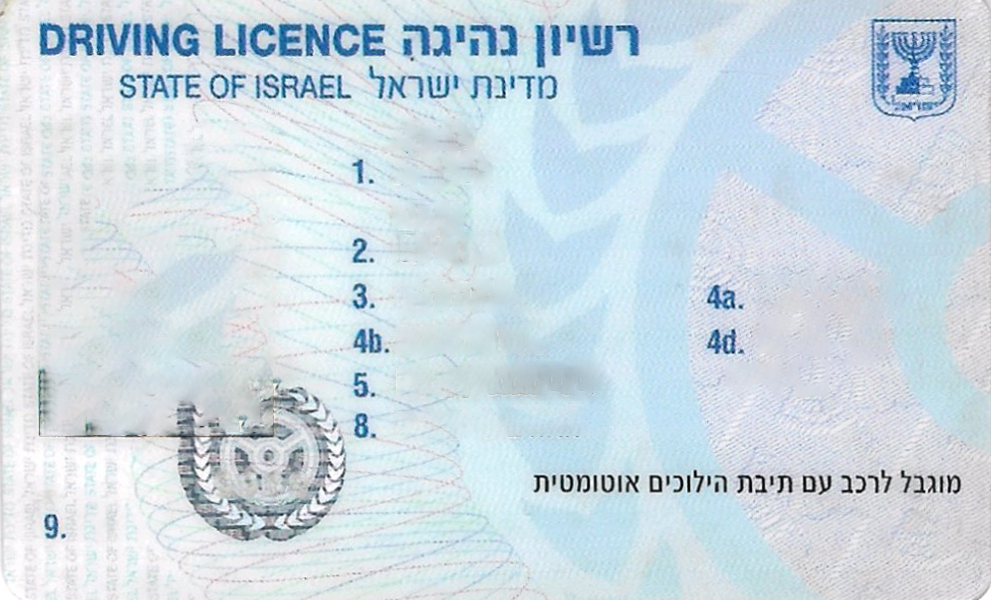 DRIVING LICENCE רשיון נהיגה
STATE OF ISRAEL מדינת ישראל
1.
2.
3.
4a.
4b.
4d.
5.
8.
מוגבל לרכב עם תיבת הילוכים אוטומטית
9.